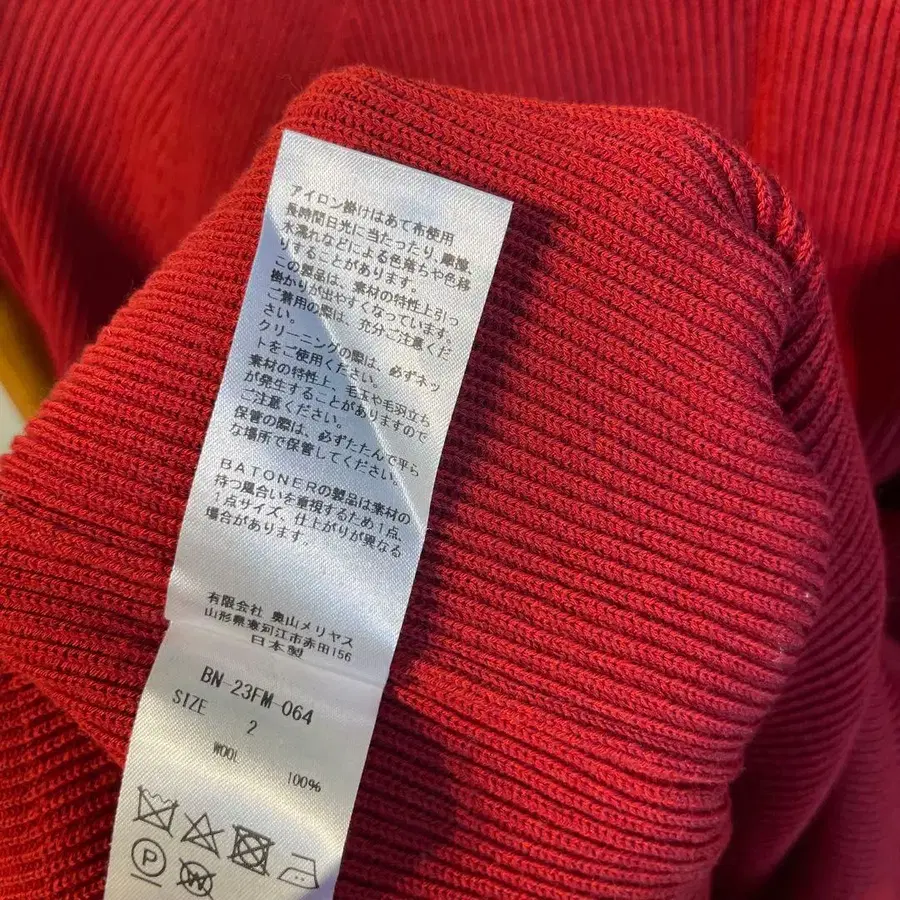 アイロン掛けはあて布使用
長時間日光に当たったり、摩擦、
水濡れなどによる色落ちや色移
りすることがあります。
この製品は、素材の特性上引っ
掛かりが出やすくなっています。
ご着用の際は、充分ご注意くだ
さい。
クリーニングの際は、必ずネッ
トをご使用ください。
素材の特性上、毛玉や毛羽立ち
が発生することがありますので
ご注意ください。
保管の際は、必ずたたんで平ら
な場所で保管してください。
BATONERの製品は素材の
持つ風合いを重視するため1点、
1点サイズ、仕上がりが異なる
場合があります。
有限会社 奥山メリヤス
山形県寒河江市赤田156
日本製
BN-23FM-064
SIZE 2
WOOL 100%
P W